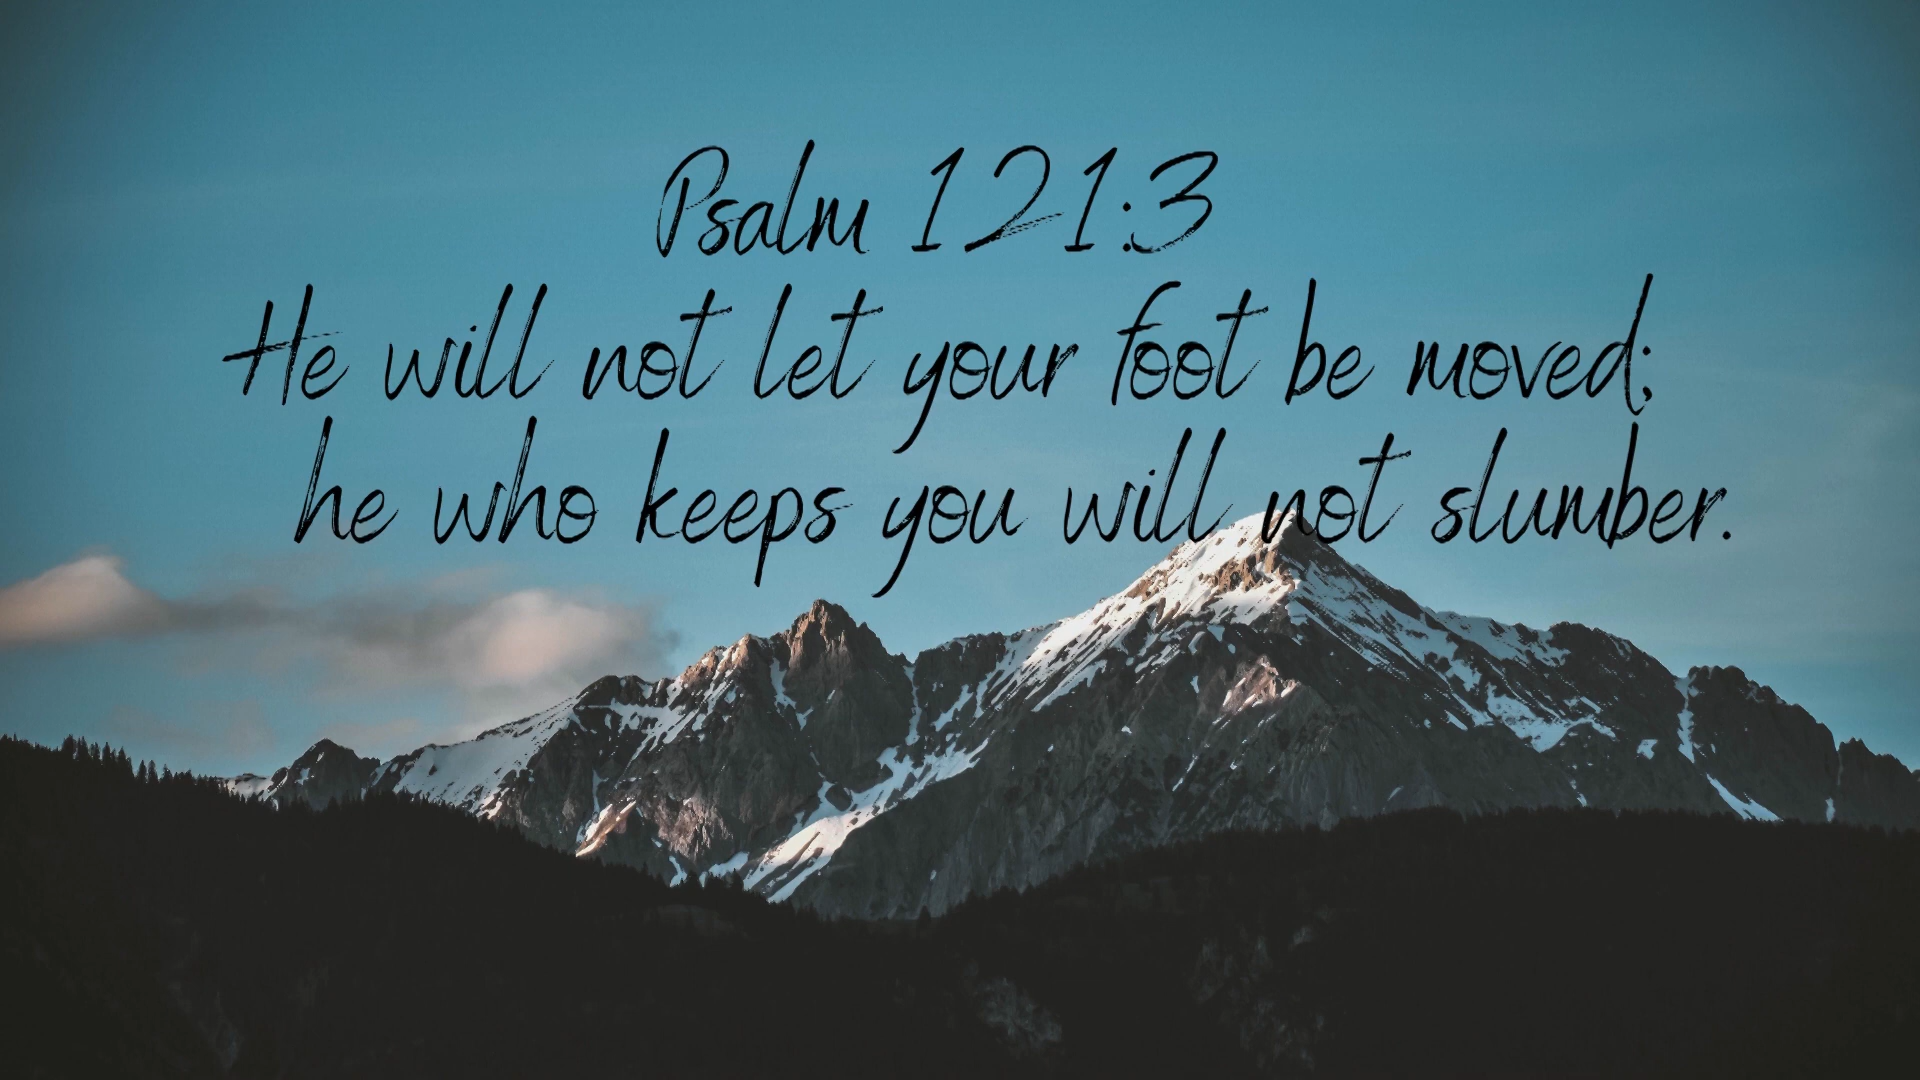 Psalm 121:3
He will not let your foot be moved;
he who keeps you will not slumber.